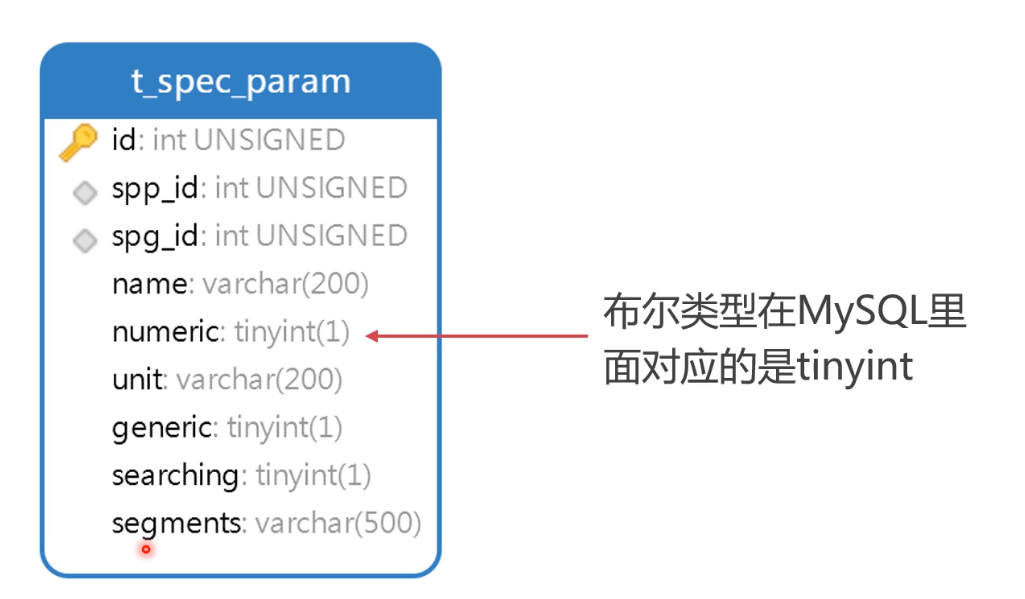 t_spec_param
id: int UNSIGNED
spp_id: int UNSIGNED
spg_id: int UNSIGNED
name: varchar(200)
numeric: tinyint(1)
unit: varchar(200)
generic: tinyint(1)
searching: tinyint(1)
segments: varchar(500)
布尔类型在MySQL里
面对应的是tinyint